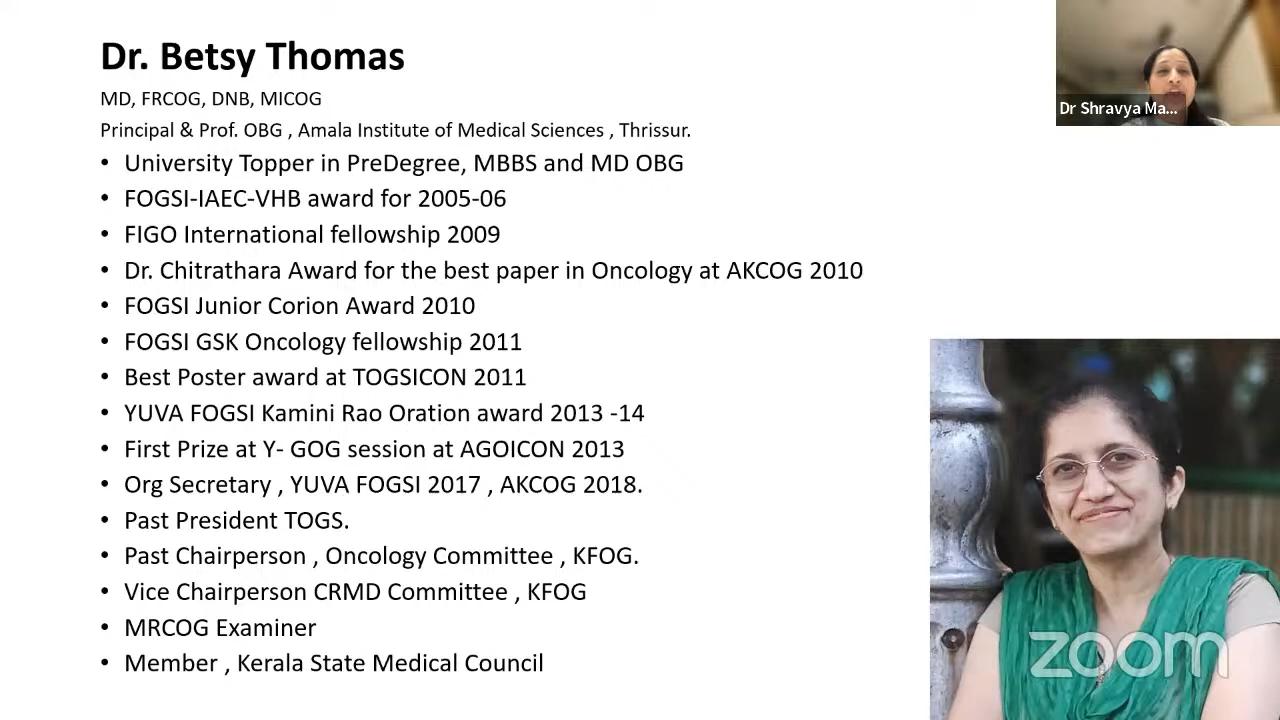 Dr. Betsy Thomas
MD, FRCOG, DNB, MICOG
Principal & Prof. OBG , Amala Institute of Medical Sciences , Thrissur.
• University Topper in PreDegree, MBBS and MD OBG
• FOGSI-IAEC-VHB award for 2005-06
• FIGO International fellowship 2009
• Dr. Chitrathara Award for the best paper in Oncology at AKCOG 2010
• FOGSI Junior Corion Award 2010
• FOGSI GSK Oncology fellowship 2011
• Best Poster award at TOGSICON 2011
• YUVA FOGSI Kamini Rao Oration award 2013 -14
• First Prize at Y- GOG session at AGOICON 2013
• Org Secretary , YUVA FOGSI 2017 , AKCOG 2018.
• Past President TOGS.
• Past Chairperson , Oncology Committee , KFOG.
• Vice Chairperson CRMD Committee , KFOG
• MRCOG Examiner
• Member , Kerala State Medical Council
Dr Shravya Ma...
zoom